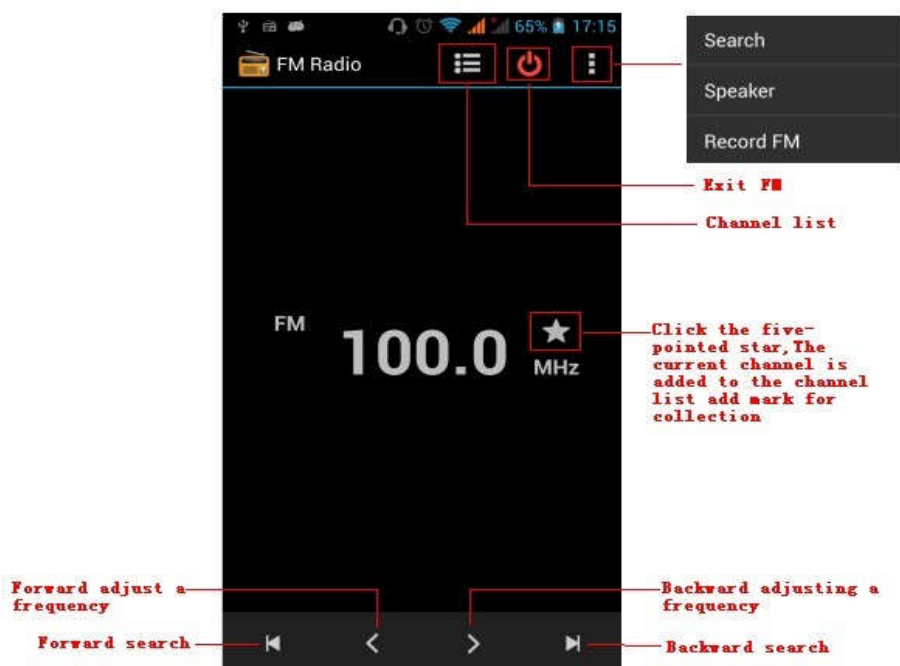 65% 17:15
FM Radio
Search
Speaker
Record FM
Exit FM
Channel list
FM
100.0
MHz
Click the five-
pointed star,The
current channel is
added to the channel
list add mark for
collection
Forward adjust a
frequency
Backward adjusting a
frequency
Forward search
Backward search